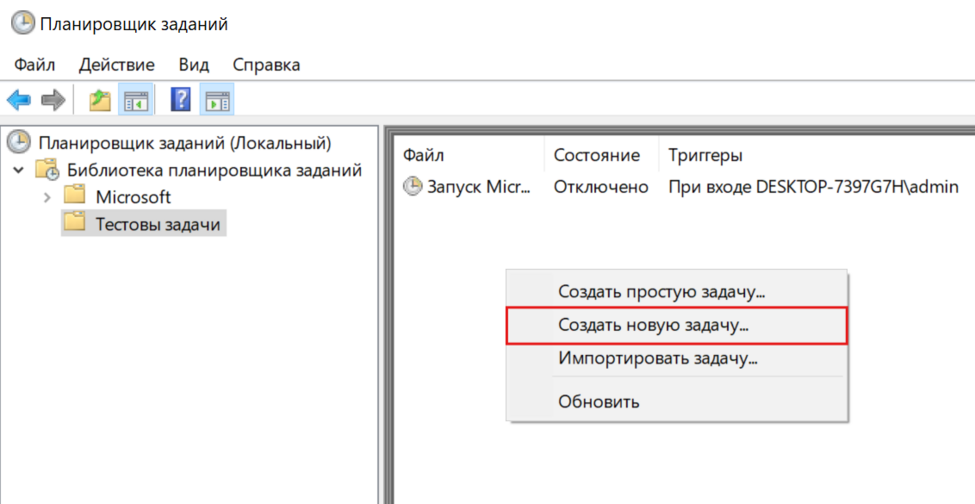 Планировщик заданий
Файл Действие Вид Справка
Планировщик заданий (Локальный)
Библиотека планировщика заданий
Microsoft
Тестовы задачи
Файл Состояние Триггеры
Запуск Micr... Отключено При входе DESKTOP-7397G7H\admin
Создать простую задачу...
Создать новую задачу...
Импортировать задачу...
Обновить